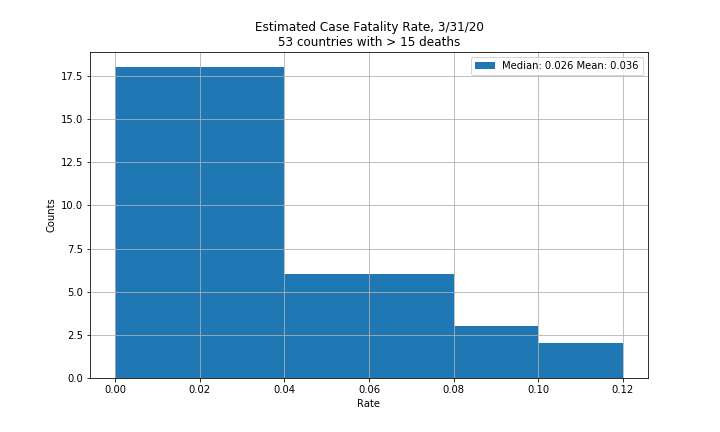 Estimated Case Fatality Rate, 3/31/20
53 countries with > 15 deaths
Median: 0.026 Mean: 0.036
17.5
15.0
12.5
10.0
7.5
5.0
2.5
0.0
Counts
0.00 0.02 0.04 0.06 0.08 0.10 0.12
Rate